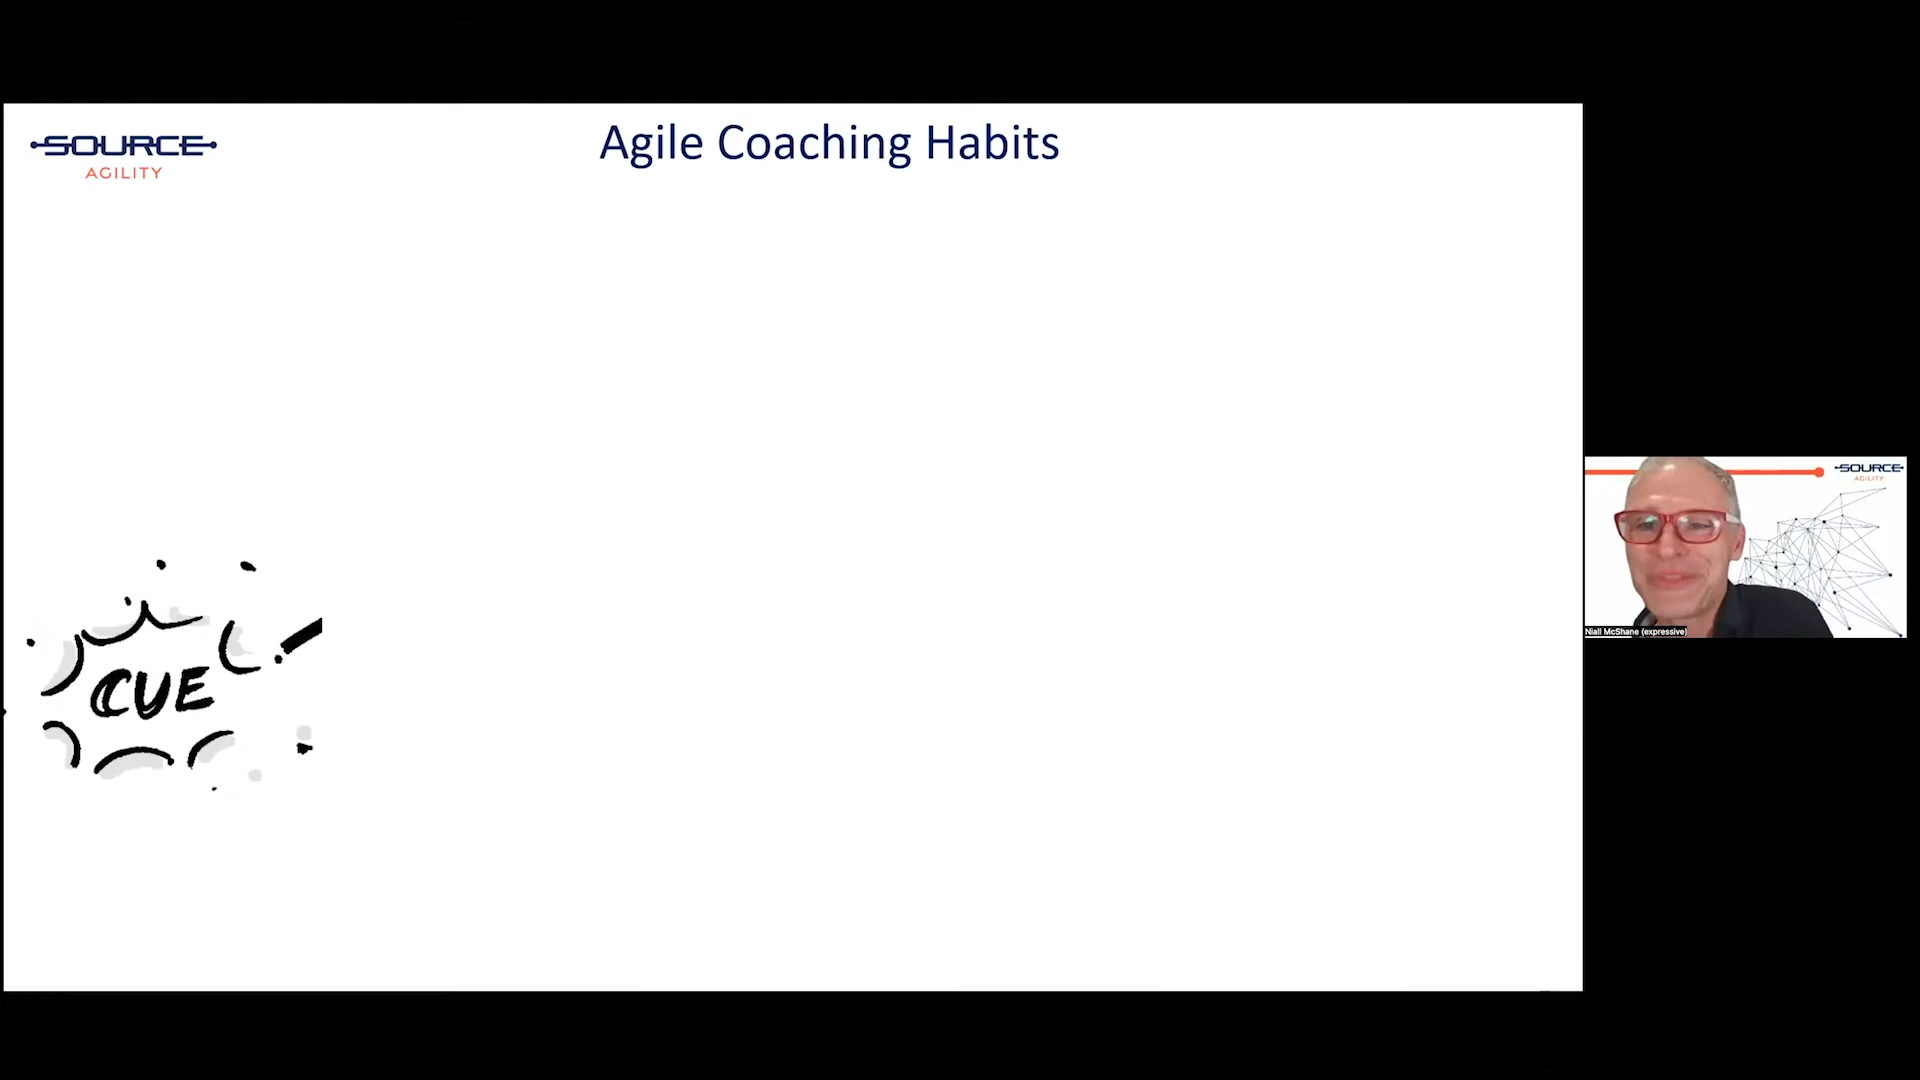 SOURCE
AGILITY
Agile Coaching Habits
CUE
SOURCE
AGILITY
Niall McShane (expressive)